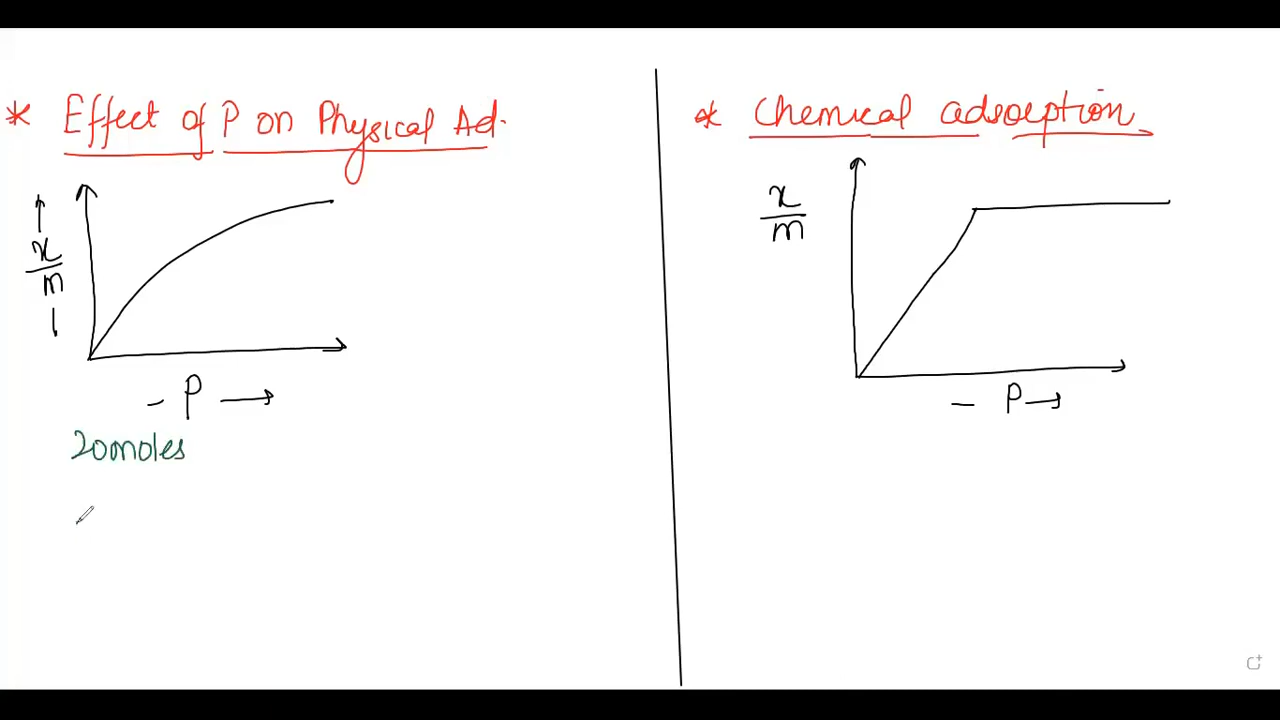 * Effect of P on Physical Ad.
x/m
- P →
20moles
* Chemical adsorption
x/m
- P →